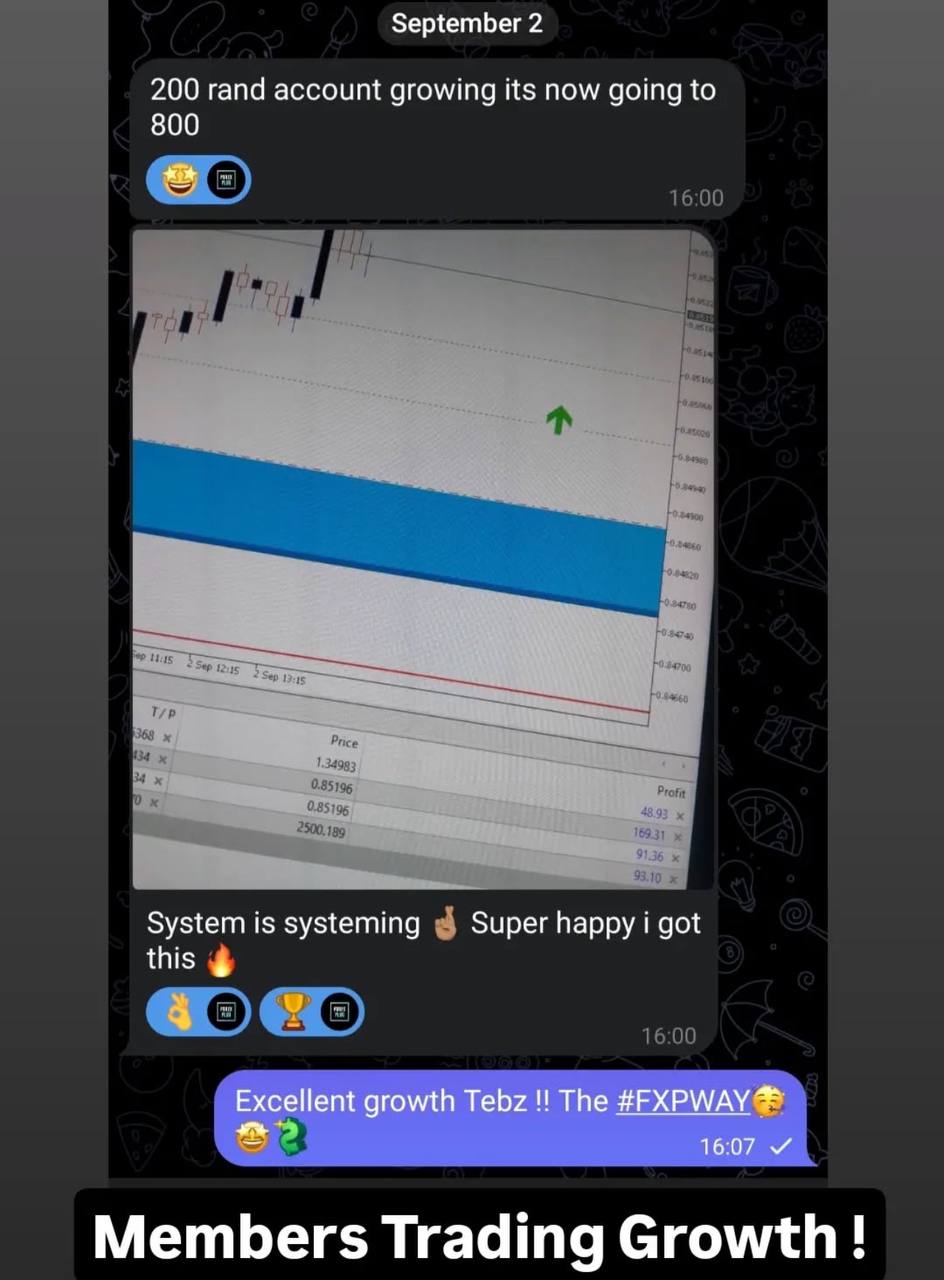 September 2
200 rand account growing its now going to
800
16:00
0.85100
0.85060
0.85020
0.84980
0.84940
0.84900
0.84860
0.84820
0.84780
0.84740
0.84700
0.84660
Sep 11:15 2 Sep 12:15 2 Sep 13:15
T/P Price Profit
368 × 1.34983 48.93 ×
434 × 0.85196 169.31 ×
34 × 0.85196 91.36 ×
0 × 2500.189 93.10 ×
System is systeming 🤞🏽 Super happy i got
this 🔥
16:00
Excellent growth Tebz !! The #FXPWAY🥳
🤩💲
16:07
Members Trading Growth !